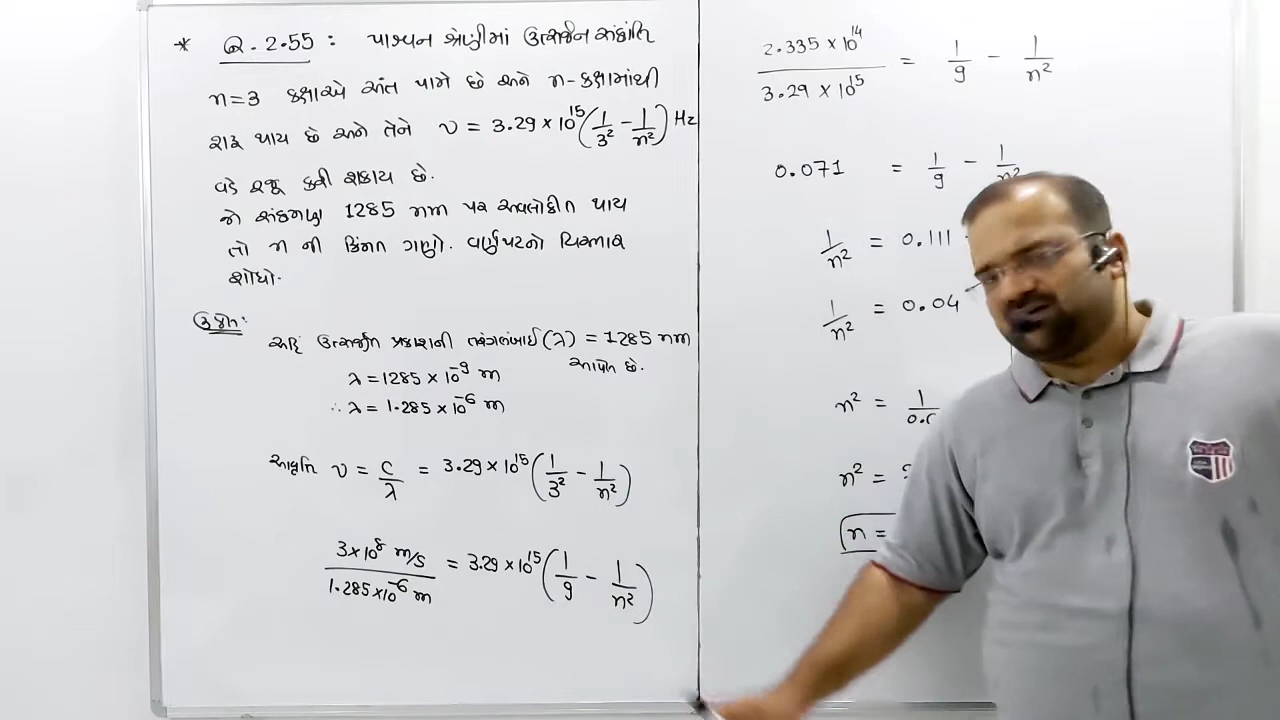 * Q. 2.55 : પાશ્ચન શ્રેણીમાં ઉત્સર્જન સંક્રાંતિ
n=3 કક્ષાએ અંત પામે છે અને n-કક્ષામાંથી
શરૂ થાય છે અને તેને ν = 3.29 × 10¹⁵ (1/3² − 1/n²) Hz
વડે રજૂ કરી શકાય છે.
જો સંક્રમણ 1285 nm પર અવલોકીત થાય
તો n ની કિંમત ગણો. વર્ણપટનો વિસ્તાર
શોધો.
ઉકેલ:
અહિં ઉત્સર્જીત પ્રકાશની તરંગલંબાઈ (λ) = 1285 nm
આપેલ છે.
λ = 1285 × 10⁻⁹ m
∴ λ = 1.285 × 10⁻⁶ m
આવૃત્તિ ν = c/λ = 3.29 × 10¹⁵ (1/3² − 1/n²)
3×10⁸ m/s / 1.285×10⁻⁶ m = 3.29 × 10¹⁵ (1/9 − 1/n²)
2.335 × 10¹⁴ / 3.29 × 10¹⁵ = 1/9 − 1/n²
0.071 = 1/9 − 1/n²
1/n² = 0.111
1/n² = 0.04
n² = 1/0.0
n² =
n =